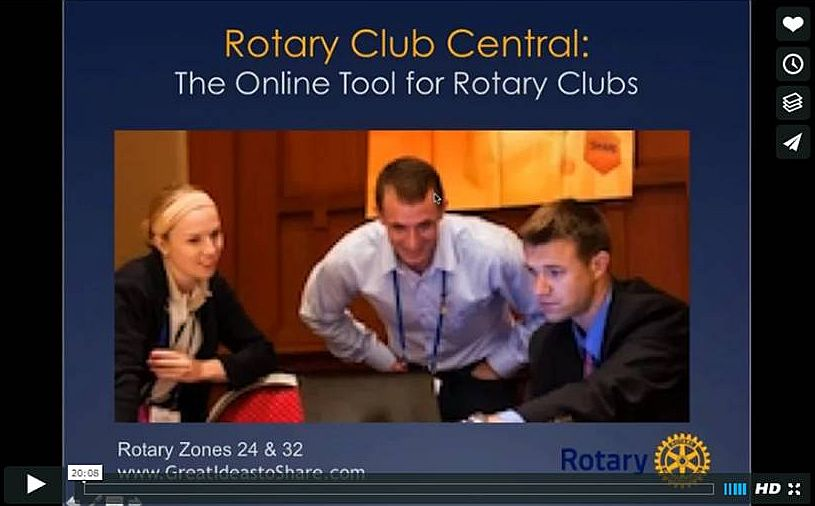 Rotary Club Central:
The Online Tool for Rotary Clubs
SHARE
Rotary Zones 24 & 32
www.GreatIdeastoShare.com
Rotary
20:08
HD